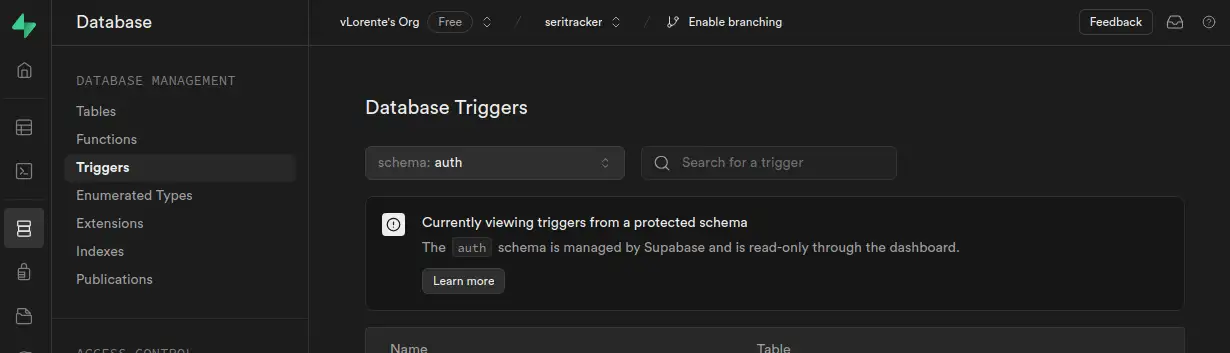 Database
vLorente's Org Free / seritracker / Enable branching
Feedback
DATABASE MANAGEMENT
Tables
Functions
Triggers
Enumerated Types
Extensions
Indexes
Publications
ACCESS CONTROL
Database Triggers
schema: auth
Search for a trigger
Currently viewing triggers from a protected schema
The auth schema is managed by Supabase and is read-only through the dashboard.
Learn more
Name Table